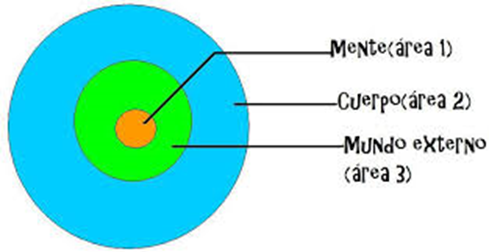 Mente(área 1)
Cuerpo(área 2)
Mundo externo
(área 3)